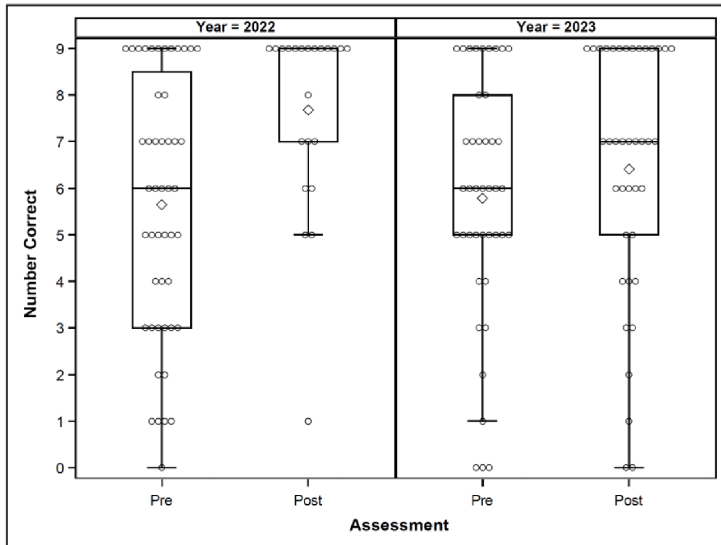 Year = 2022
Year = 2023
Number Correct
9
8
7
6
5
4
3
2
1
0
Pre
Post
Pre
Post
Assessment